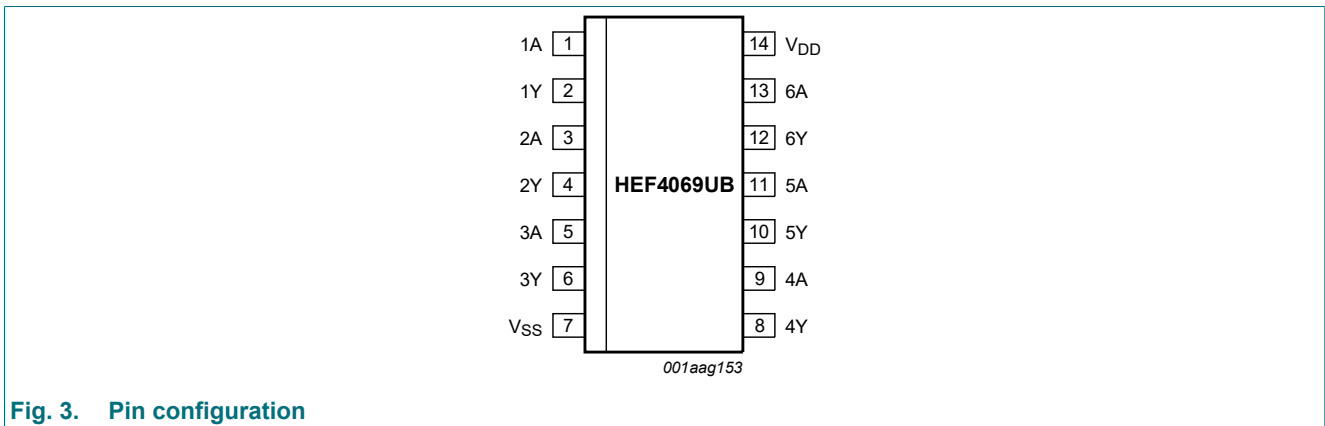 1A 1 14 VDD
1Y 2 13 6A
2A 3 12 6Y
2Y 4 HEF4069UB 11 5A
3A 5 10 5Y
3Y 6 9 4A
VSS 7 8 4Y
001aag153
Fig. 3. Pin configuration